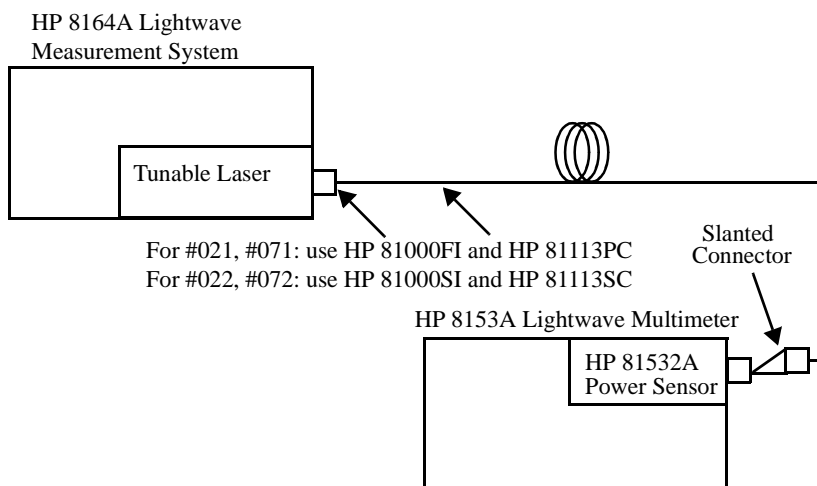 HP 8164A Lightwave
Measurement System
Tunable Laser
For #021, #071: use HP 81000FI and HP 81113PC
For #022, #072: use HP 81000SI and HP 81113SC
Slanted
Connector
HP 8153A Lightwave Multimeter
HP 81532A
Power Sensor